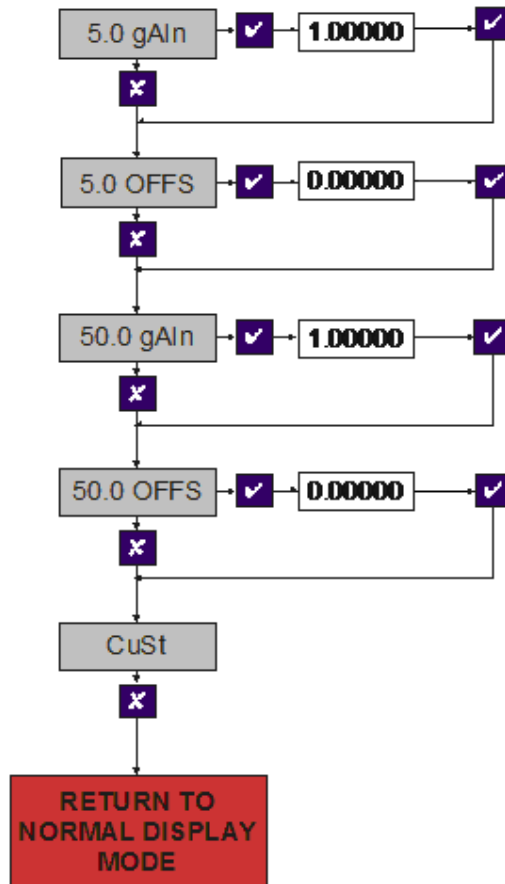 5.0 gAIn
1.00000
5.0 OFFS
0.00000
50.0 gAIn
1.00000
50.0 OFFS
0.00000
CuSt
RETURN TO
NORMAL DISPLAY
MODE